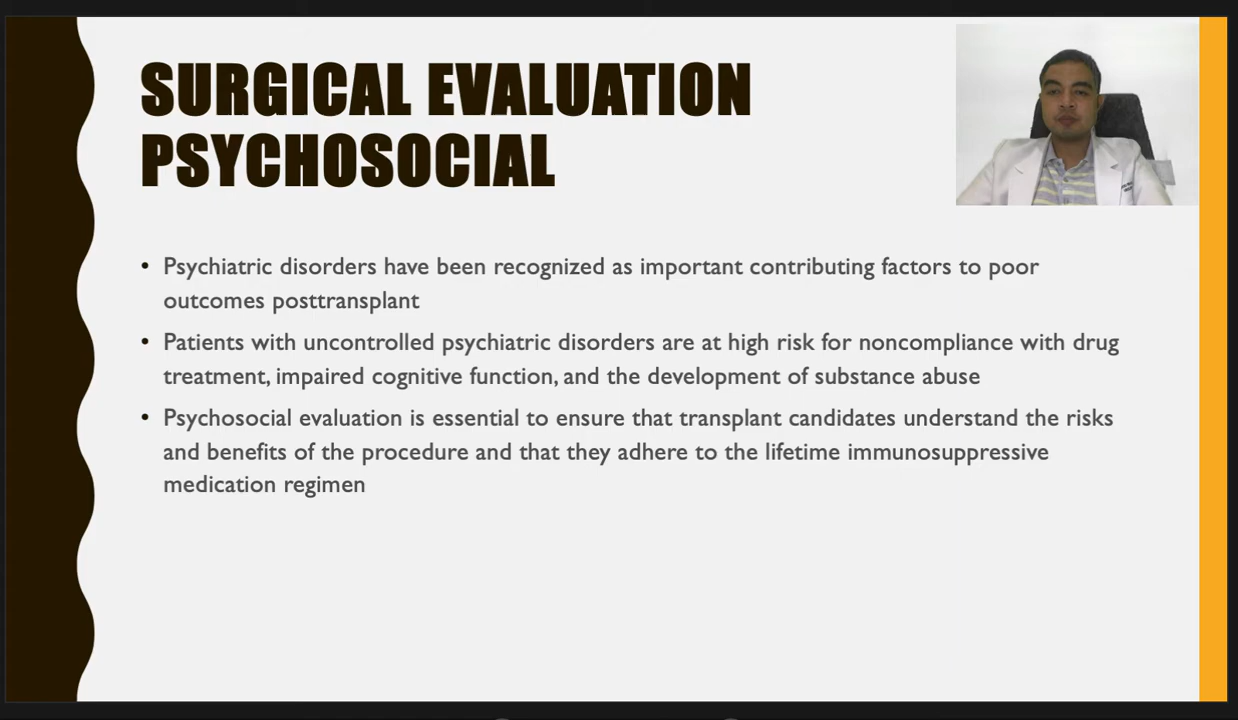 SURGICAL EVALUATION
PSYCHOSOCIAL
• Psychiatric disorders have been recognized as important contributing factors to poor
outcomes posttransplant
• Patients with uncontrolled psychiatric disorders are at high risk for noncompliance with drug
treatment, impaired cognitive function, and the development of substance abuse
• Psychosocial evaluation is essential to ensure that transplant candidates understand the risks
and benefits of the procedure and that they adhere to the lifetime immunosuppressive
medication regimen